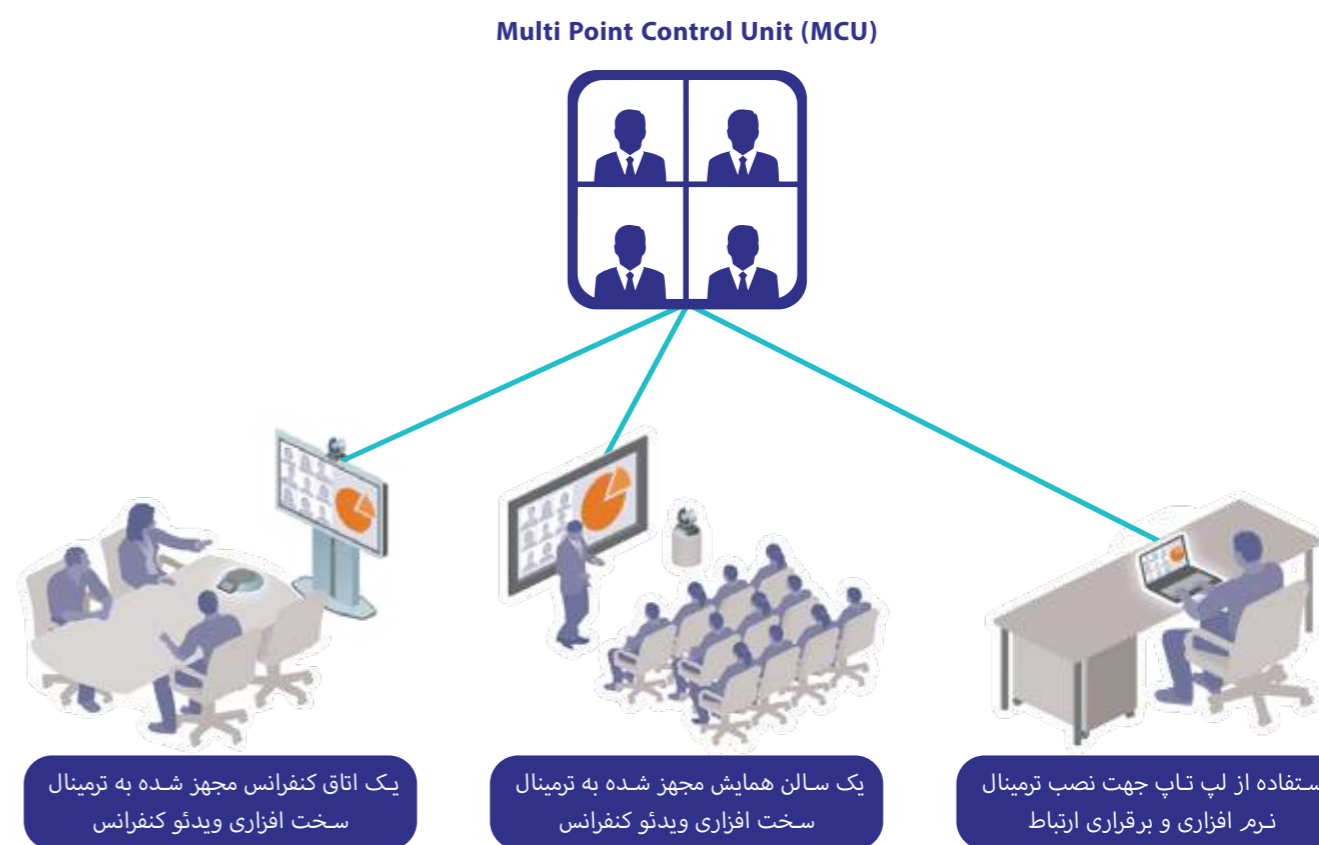 Multi Point Control Unit (MCU)
یک اتاق کنفرانس مجهز شده به ترمینال
سخت افزاری ویدئو کنفرانس
یک سالن همایش مجهز شده به ترمینال
سخت افزاری ویدئو کنفرانس
ستفاده از لپ تاپ جهت نصب ترمینال
نرم افزاری و برقراری ارتباط